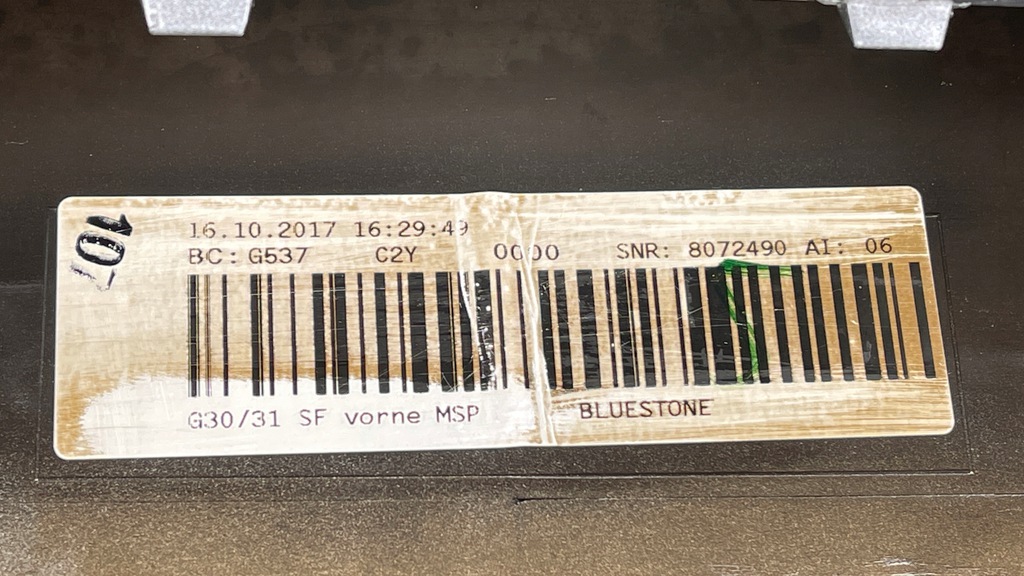 16.10.2017 16:29:49
BC: G537 C2Y 0000 SNR: 8072490 AI: 06
G30/31 SF vorne MSP BLUESTONE